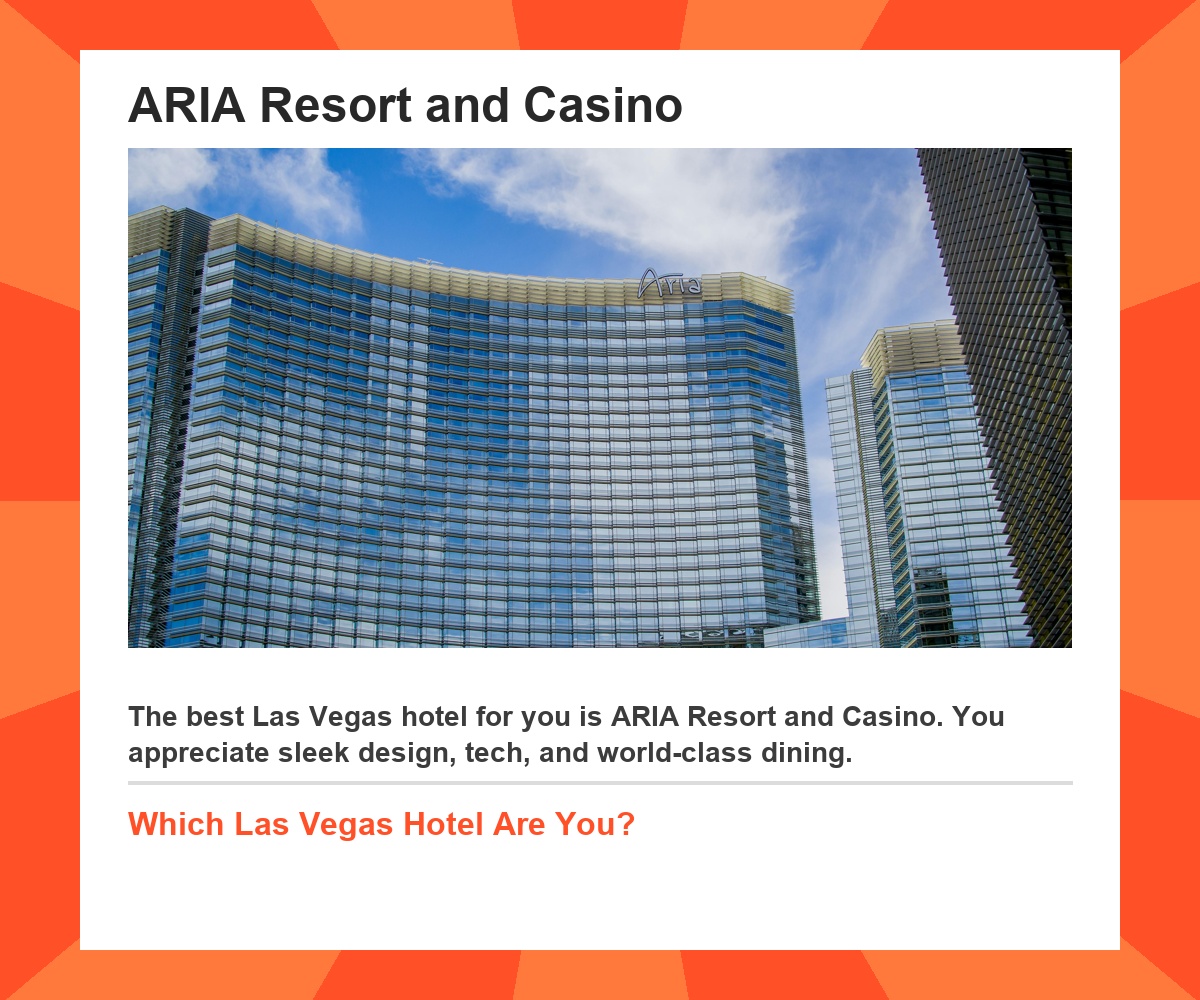 ARIA Resort and Casino
Aria
The best Las Vegas hotel for you is ARIA Resort and Casino. You
appreciate sleek design, tech, and world-class dining.
Which Las Vegas Hotel Are You?